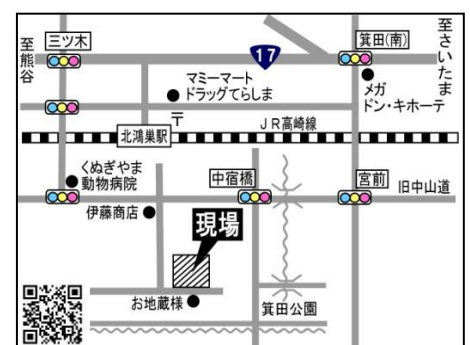 三ツ木
至熊谷
17
箕田(南)
至さいたま
マミーマート
ドラッグてらしま
メガ
ドン・キホーテ
〒
北鴻巣駅
JR高崎線
くぬぎやま
動物病院
中宿橋
宮前
旧中山道
伊藤商店
現場
お地蔵様
箕田公園